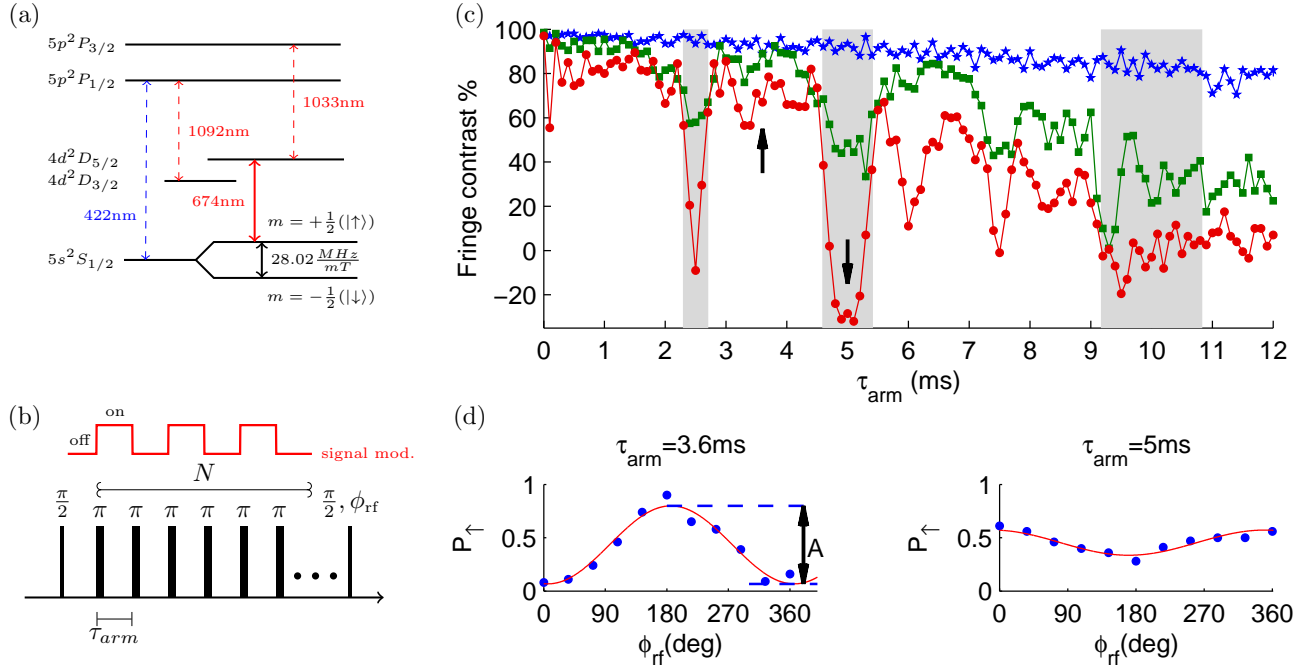 (a)
5p²P₃/₂
5p²P₁/₂
1033nm
1092nm
4d²D₅/₂
4d²D₃/₂
674nm
422nm
m = +½(|↑⟩)
5s²S₁/₂
28.02 MHz/mT
m = −½(|↓⟩)
(b)
on
off
signal mod.
N
π/2 π π π π π π π/2, ϕrf
τarm
(c)
Fringe contrast %
100
80
60
40
20
0
−20
0 1 2 3 4 5 6 7 8 9 10 11 12
τarm (ms)
(d)
τarm=3.6ms
P↑
1
0.5
0
A
0 90 180 270 360
ϕrf(deg)
τarm=5ms
P↑
1
0.5
0
0 90 180 270 360
ϕrf(deg)